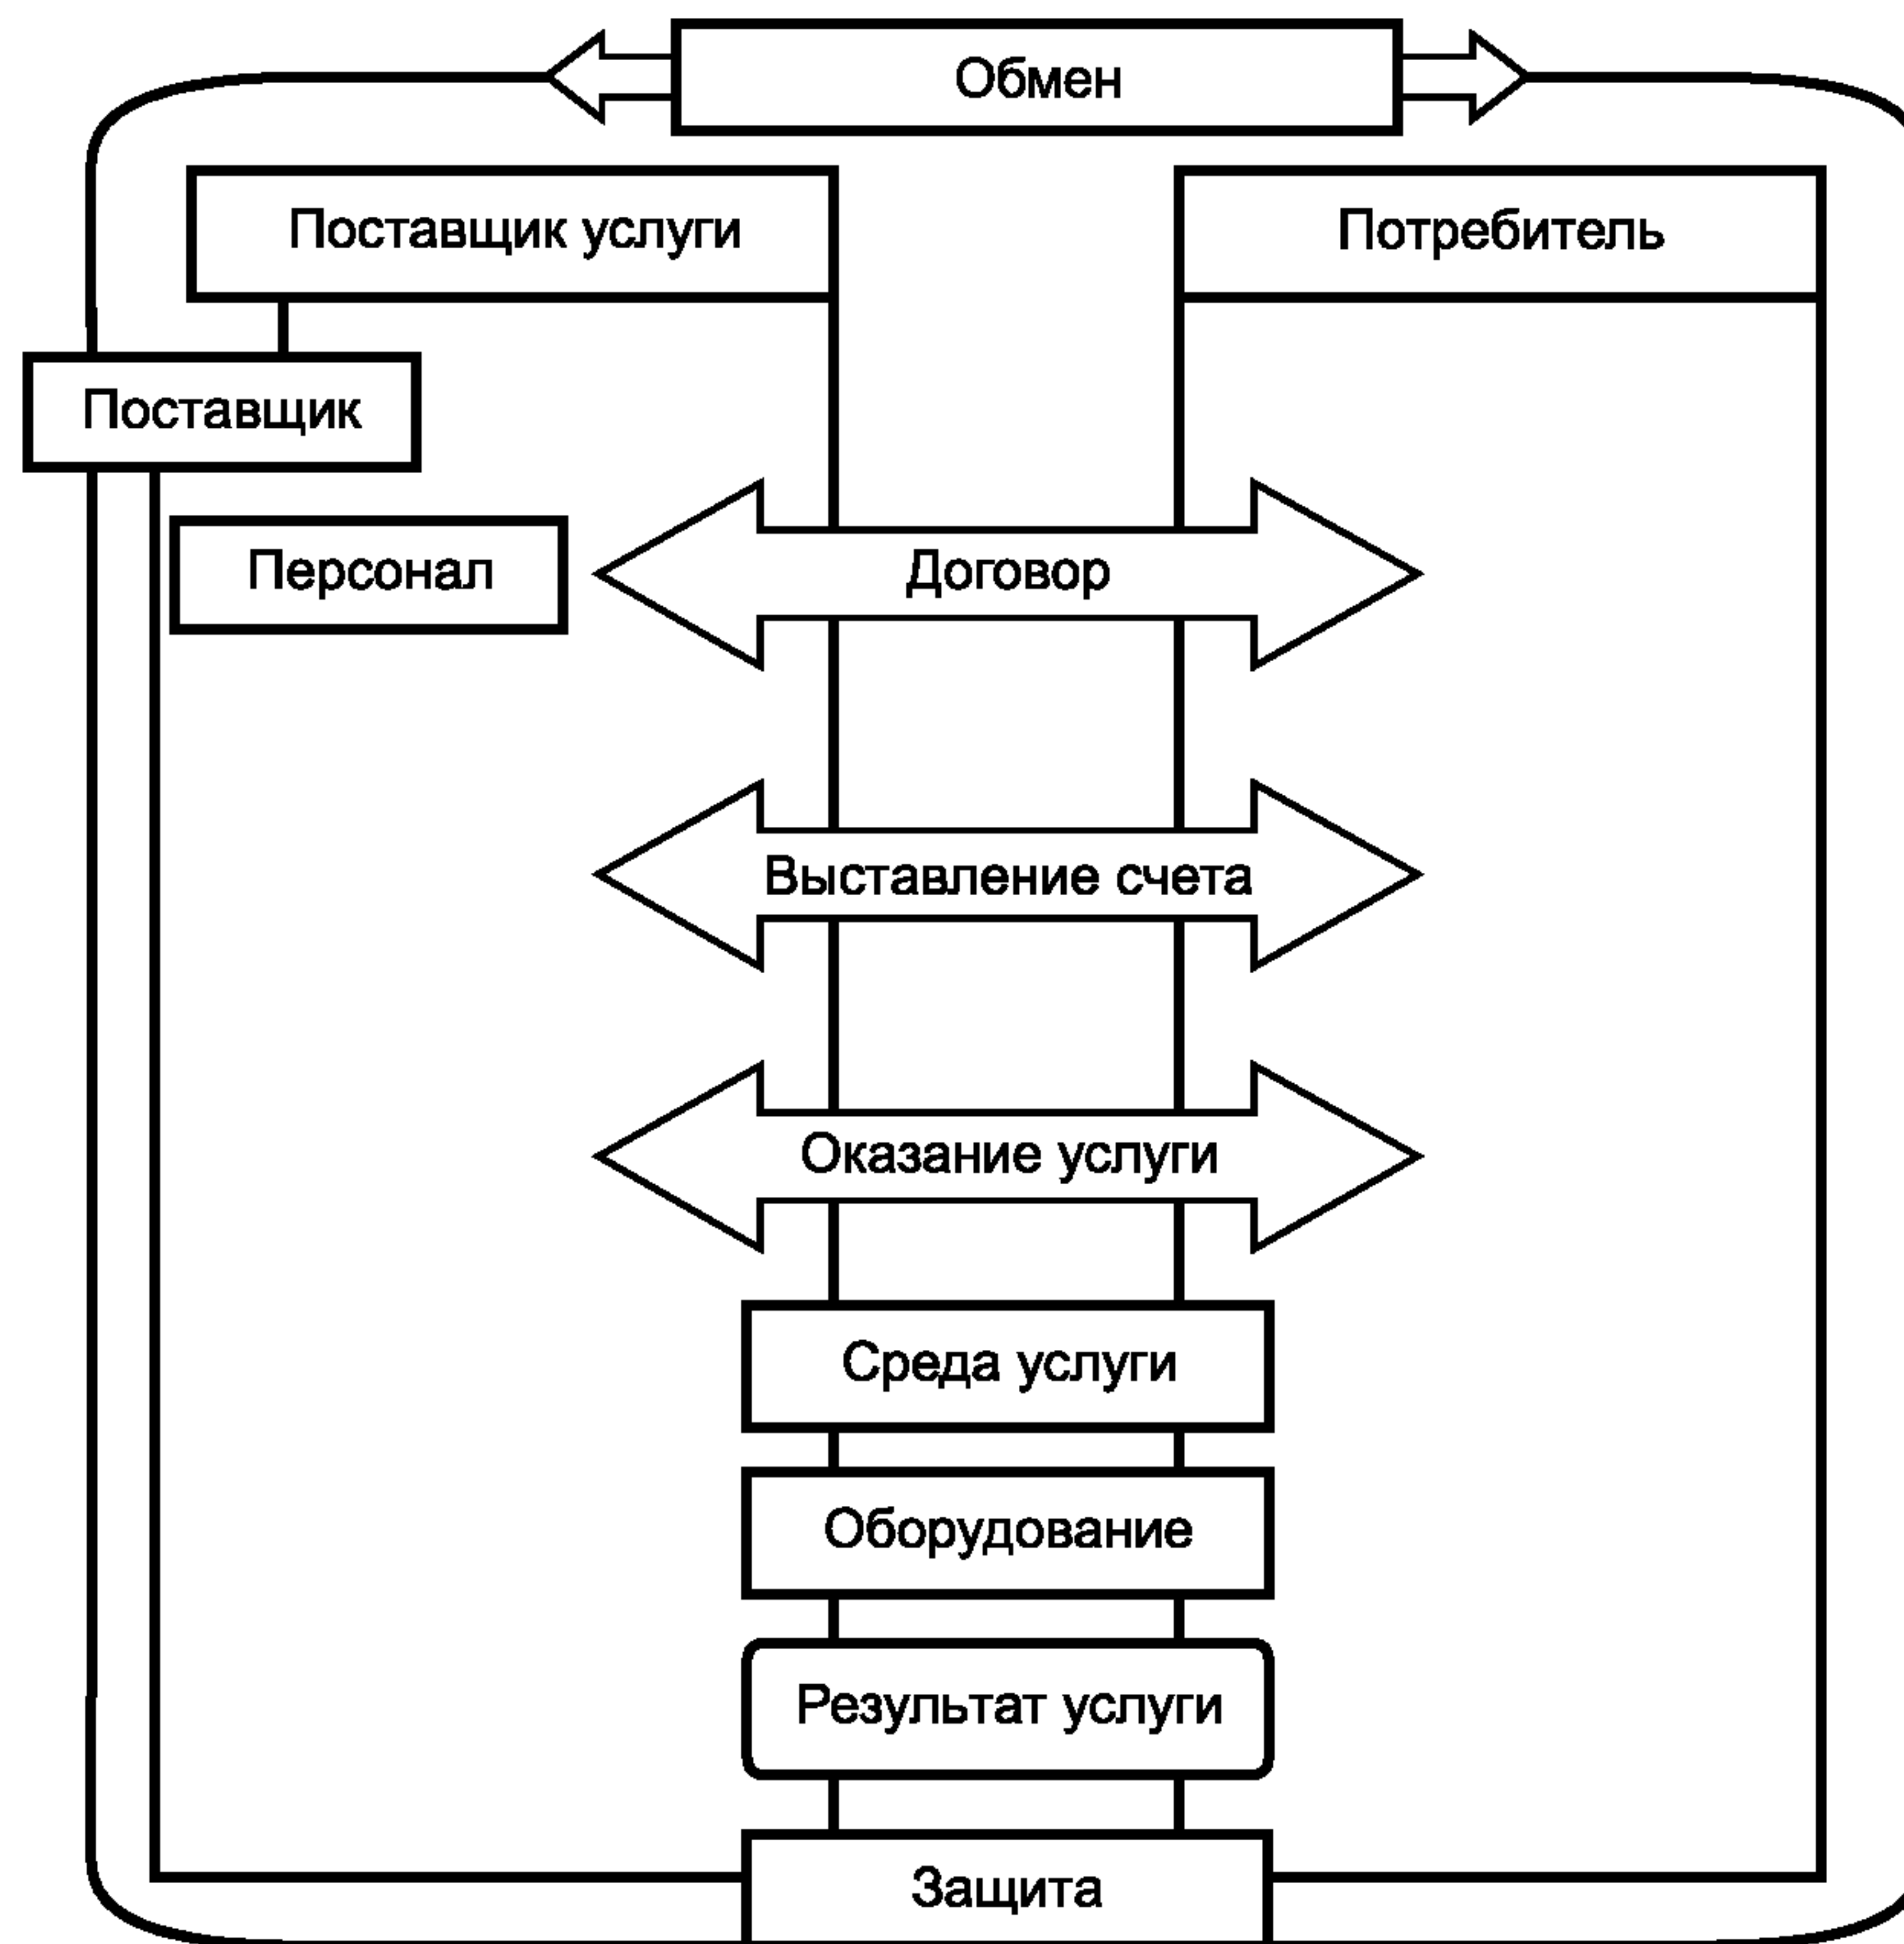 Обмен
Поставщик услуги
Потребитель
Поставщик
Персонал
Договор
Выставление счета
Оказание услуги
Среда услуги
Оборудование
Результат услуги
Защита